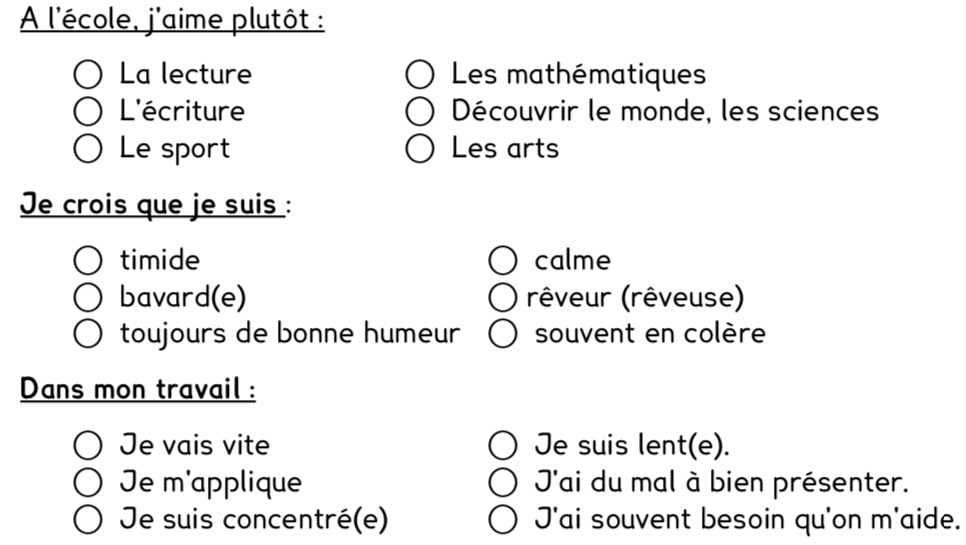 A l'école, j'aime plutôt :
La lecture Les mathématiques
L'écriture Découvrir le monde, les sciences
Le sport Les arts
Je crois que je suis :
timide calme
bavard(e) rêveur (rêveuse)
toujours de bonne humeur souvent en colère
Dans mon travail :
Je vais vite Je suis lent(e).
Je m'applique J'ai du mal à bien présenter.
Je suis concentré(e) J'ai souvent besoin qu'on m'aide.